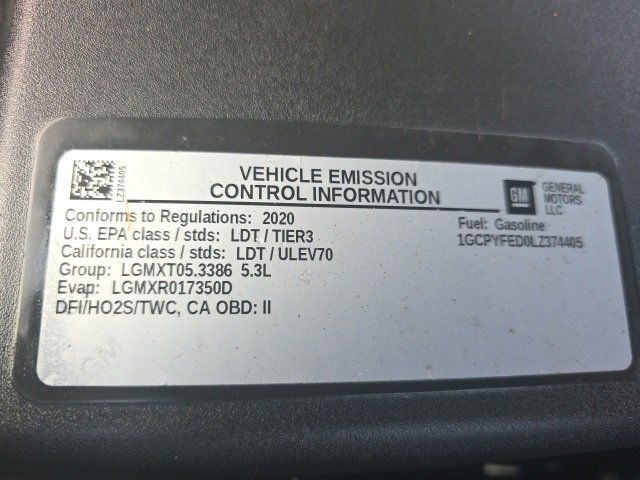 LZ374405
VEHICLE EMISSION
CONTROL INFORMATION
GM
GENERAL
MOTORS
LLC
Conforms to Regulations: 2020
U.S. EPA class / stds: LDT / TIER3
California class / stds: LDT / ULEV70
Group: LGMXT05.3386 5.3L
Evap: LGMXR017350D
DFI/HO2S/TWC, CA OBD: II
Fuel: Gasoline
1GCPYFED0LZ374405
GM
GM